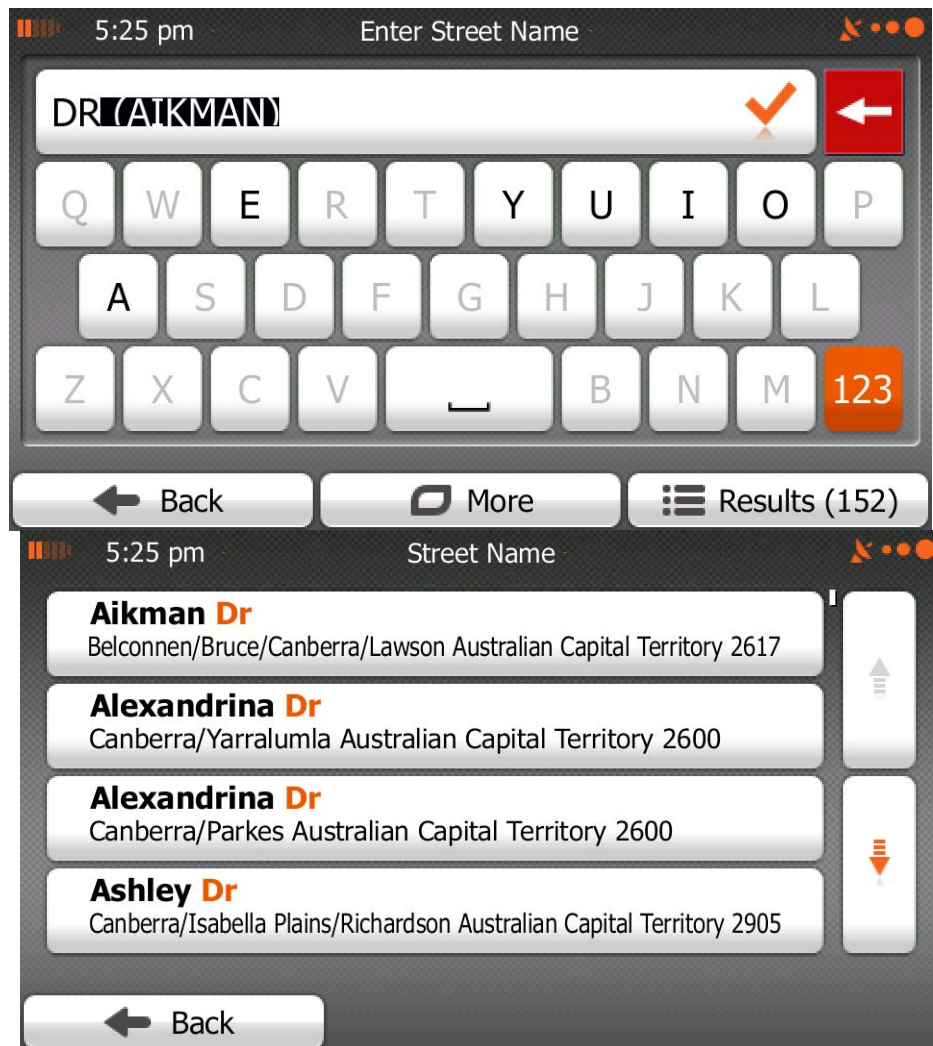 5:25 pm Enter Street Name
DR (AIKMAN)
Q W E R T Y U I O P
A S D F G H J K L
Z X C V B N M 123
Back More Results (152)
5:25 pm Street Name
Aikman Dr
Belconnen/Bruce/Canberra/Lawson Australian Capital Territory 2617
Alexandrina Dr
Canberra/Yarralumla Australian Capital Territory 2600
Alexandrina Dr
Canberra/Parkes Australian Capital Territory 2600
Ashley Dr
Canberra/Isabella Plains/Richardson Australian Capital Territory 2905
Back